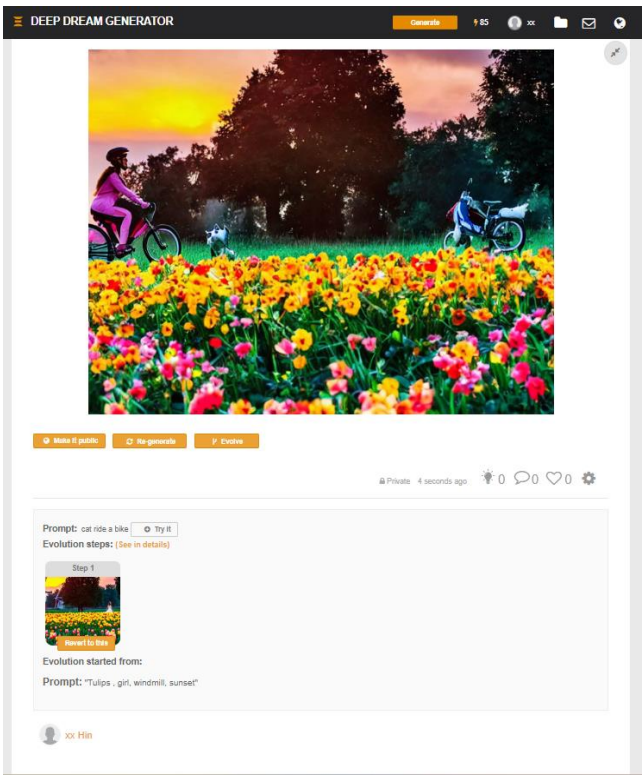 DEEP DREAM GENERATOR
Generate
85
xx
Make it public
Re-generate
Evolve
Private 4 seconds ago 0 0 0
Prompt: cat ride a bike Try it
Evolution steps: (See in details)
Step 1
Revert to this
Evolution started from:
Prompt: "Tulips , girl, windmill, sunset"
xx Hin